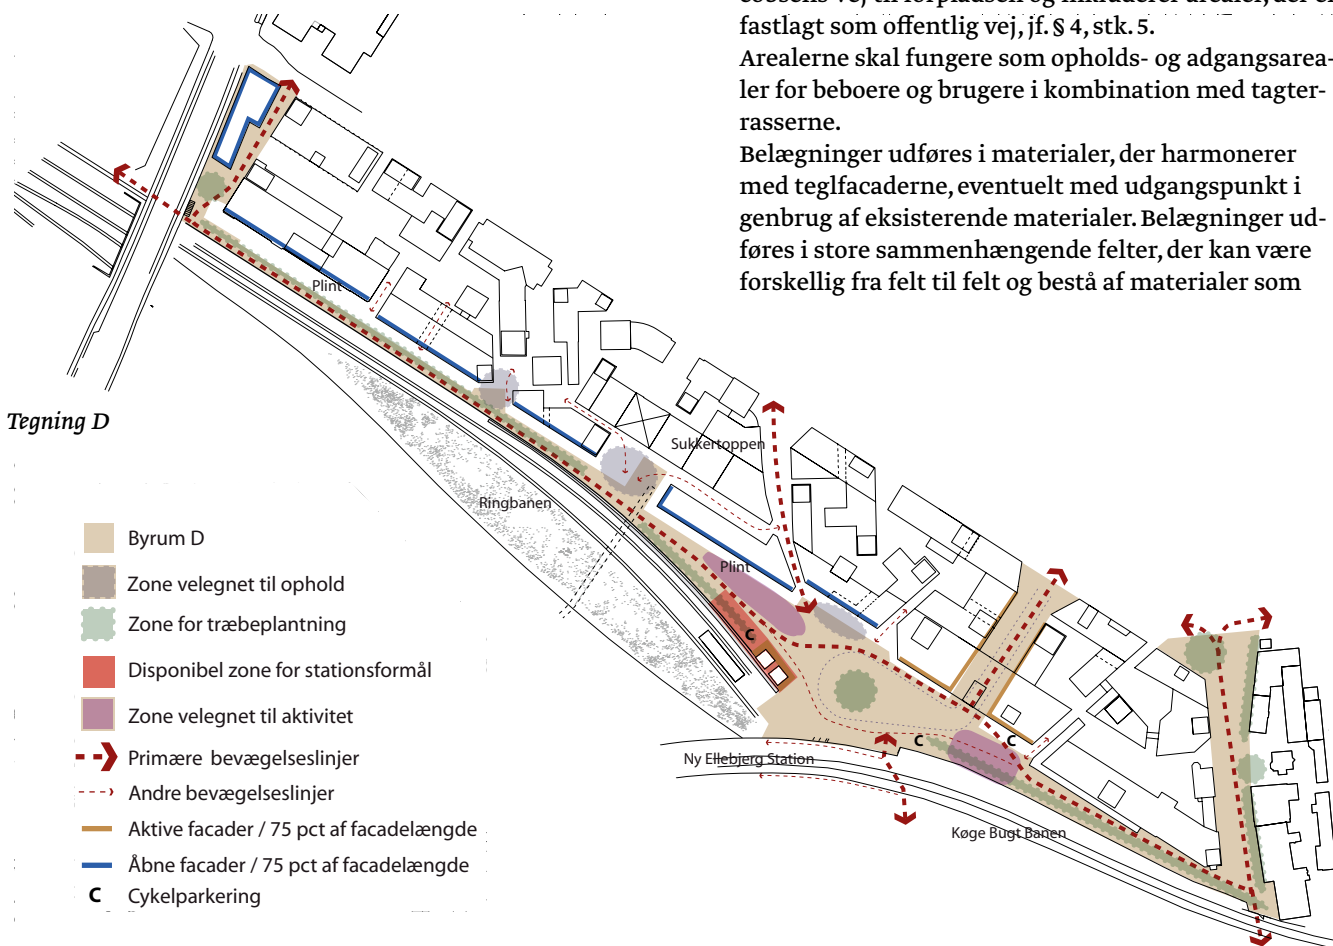 fastlagt som offentlig vej, jf. § 4, stk. 5.
Arealerne skal fungere som opholds- og adgangsarea-
ler for beboere og brugere i kombination med tagter-
rasserne.
Belægninger udføres i materialer, der harmonerer
med teglfacaderne, eventuelt med udgangspunkt i
genbrug af eksisterende materialer. Belægninger ud-
føres i store sammenhængende felter, der kan være
forskellig fra felt til felt og bestå af materialer som
Plint
Tegning D
Sukkertoppen
Ringbanen
Plint
C
C
C
Ny Ellebjerg Station
Køge Bugt Banen
Byrum D
Zone velegnet til ophold
Zone for træbeplantning
Disponibel zone for stationsformål
Zone velegnet til aktivitet
Primære bevægelseslinjer
Andre bevægelseslinjer
Aktive facader / 75 pct af facadelængde
Åbne facader / 75 pct af facadelængde
C Cykelparkering